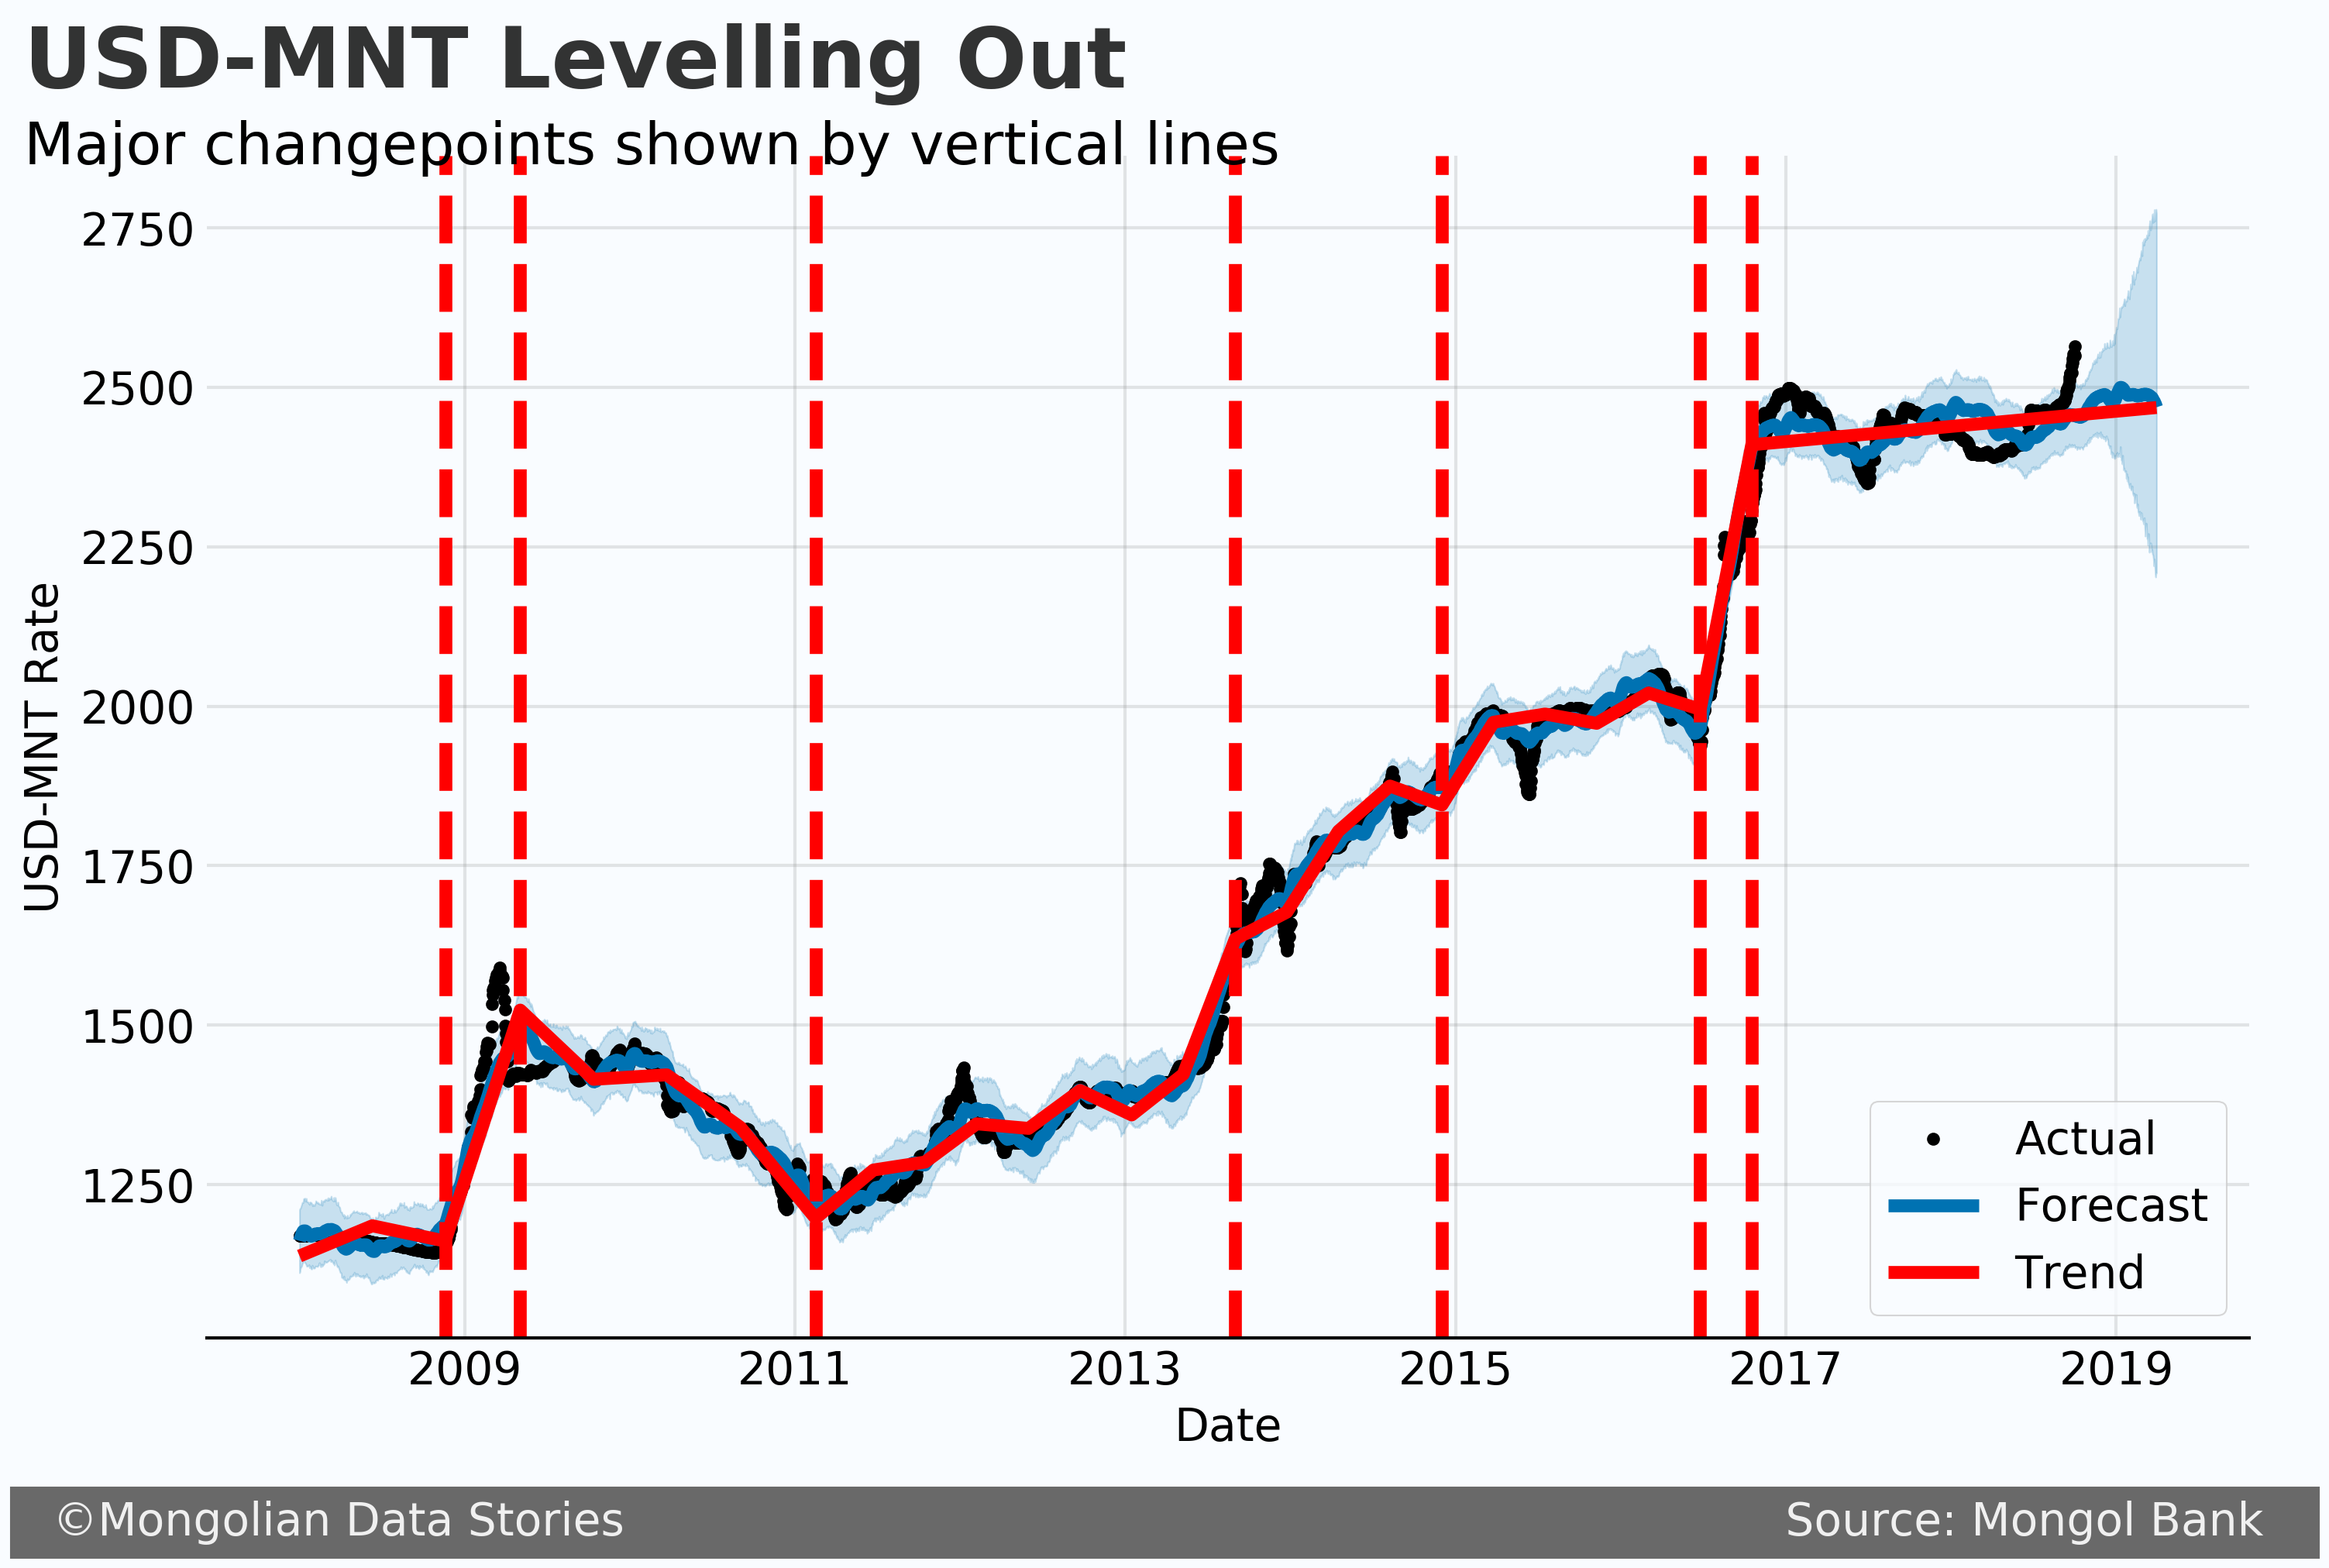 USD-MNT Levelling Out
Major changepoints shown by vertical lines
2750
2500
2250
2000
1750
1500
1250
USD-MNT Rate
Actual
Forecast
Trend
2009 2011 2013 2015 2017 2019
Date
©Mongolian Data Stories
Source: Mongol Bank